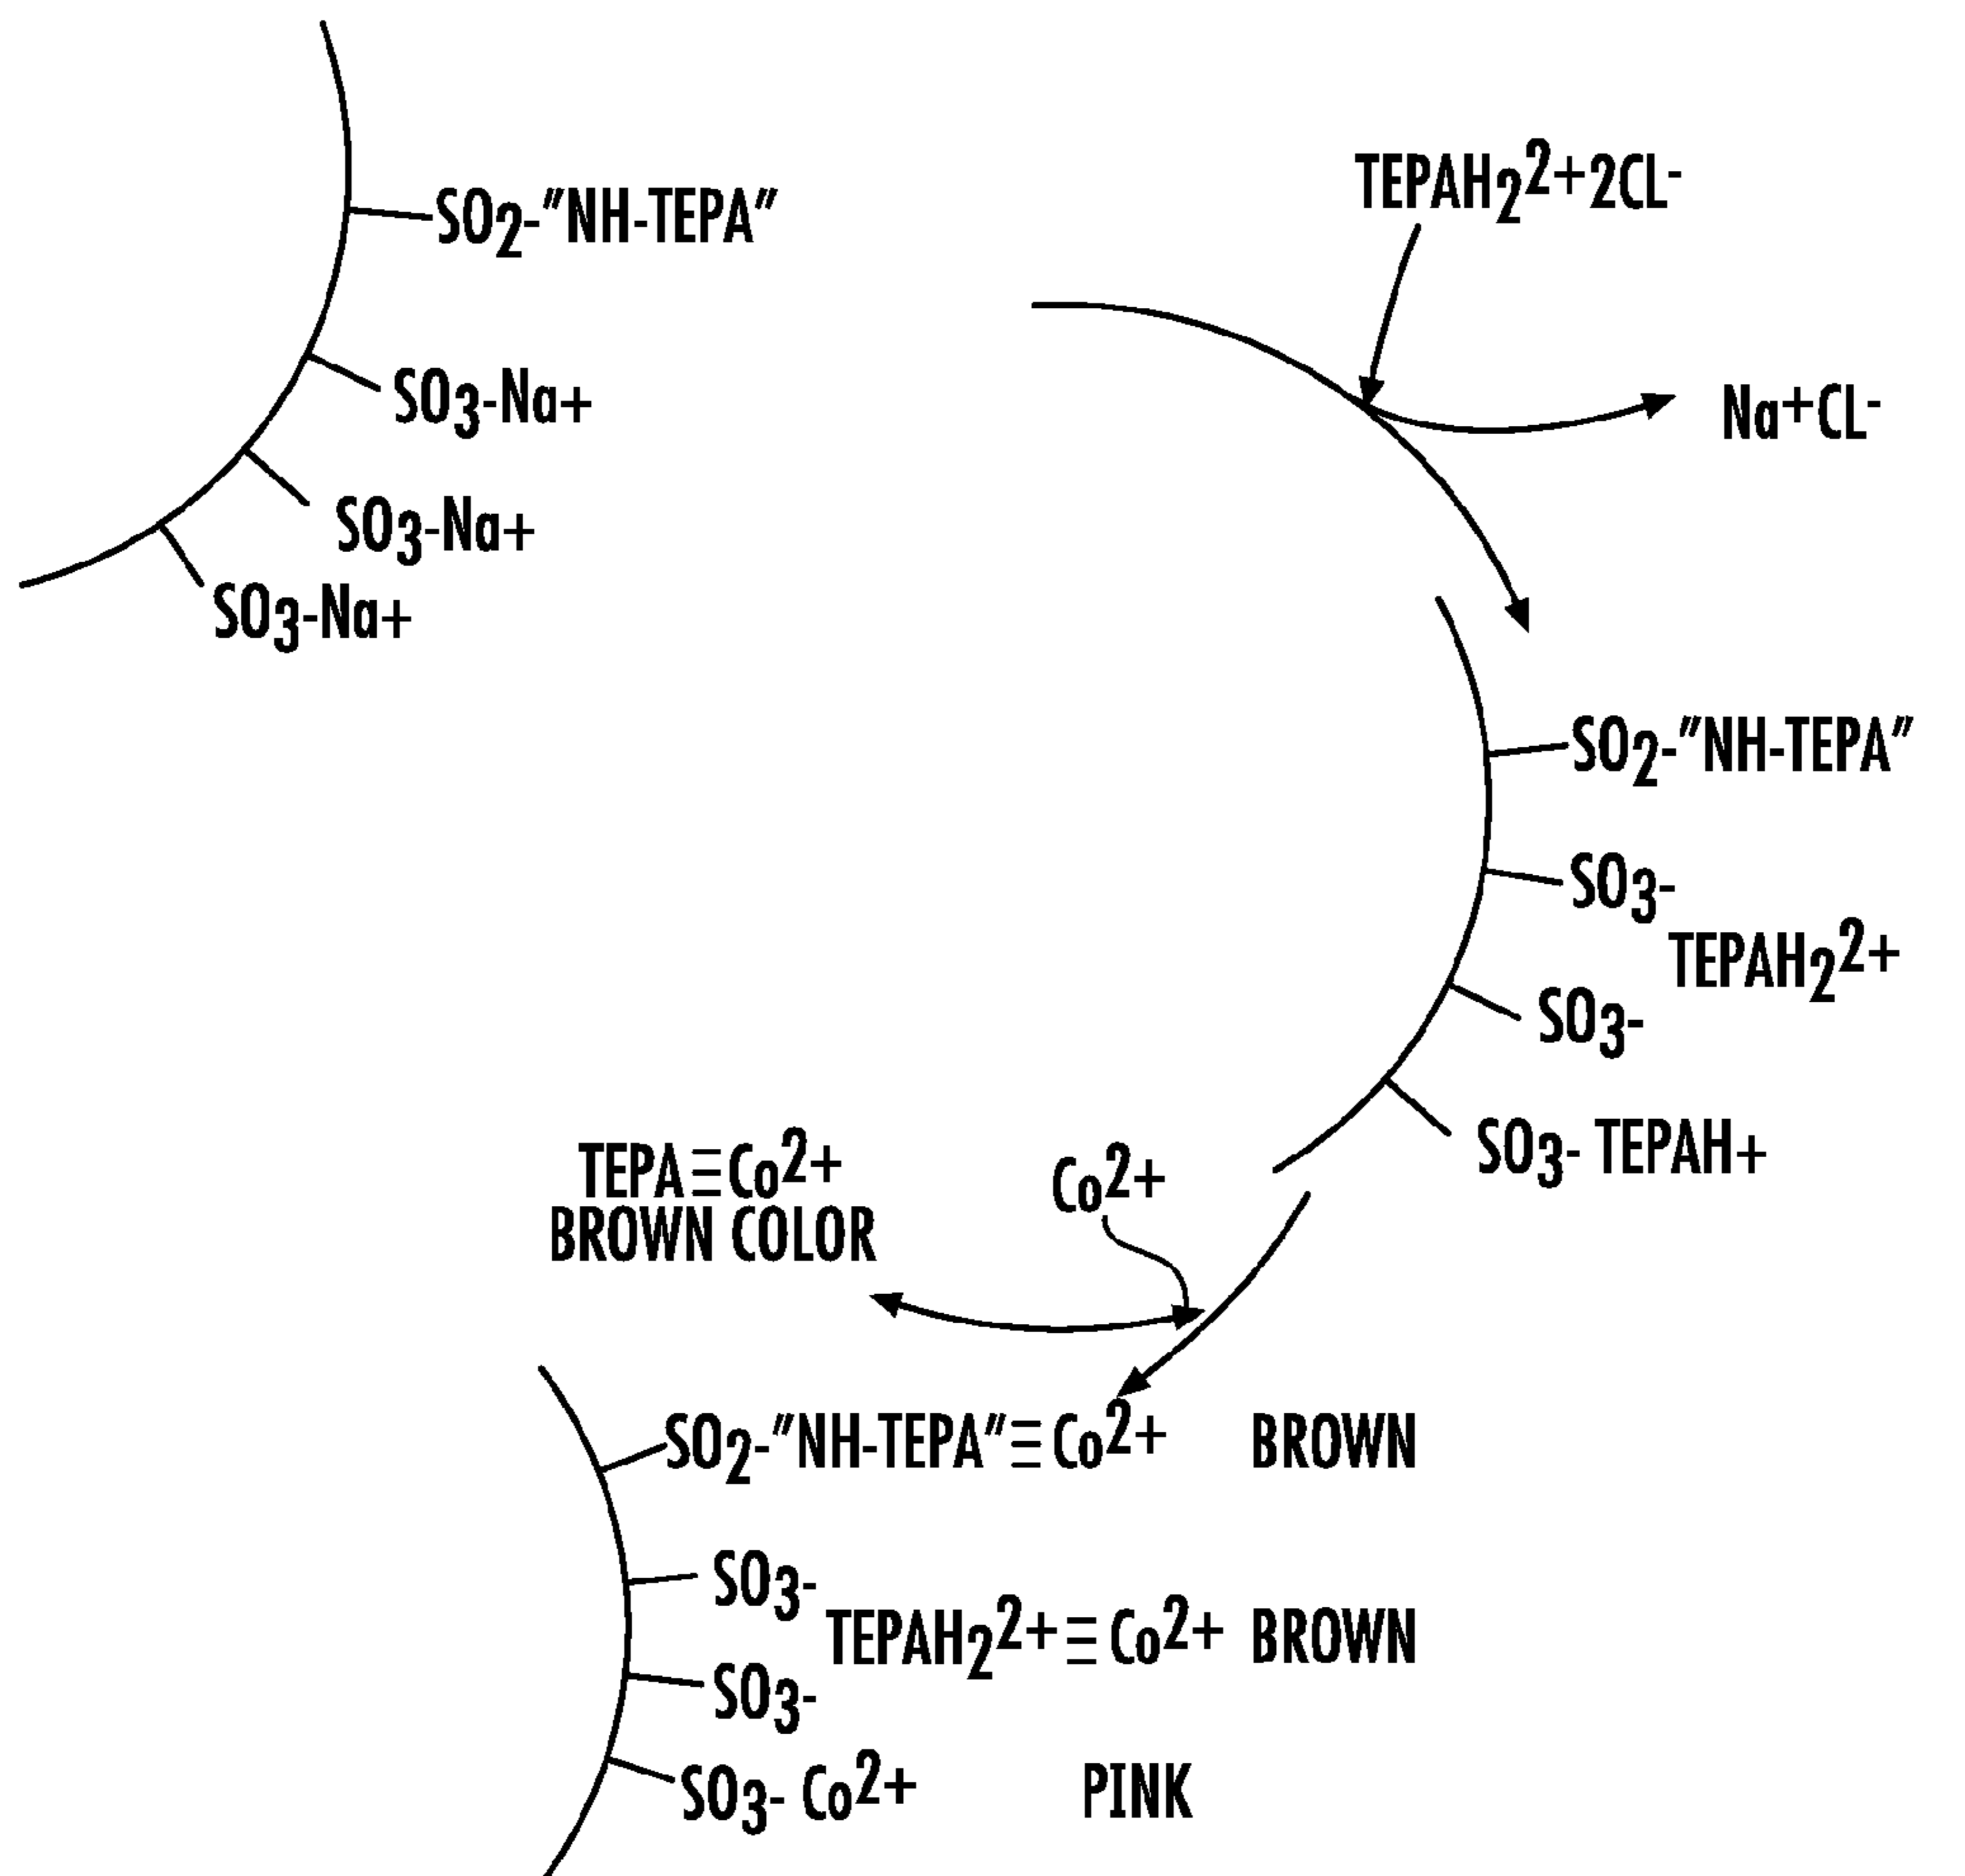 SO2-"NH-TEPA"
SO3-Na+
SO3-Na+
SO3-Na+
TEPAH22+2CL-
Na+CL-
SO2-"NH-TEPA"
SO3-
TEPAH22+
SO3-
SO3- TEPAH+
Co2+
TEPA≡Co2+
BROWN COLOR
SO2-"NH-TEPA"≡Co2+ BROWN
SO3-
TEPAH22+≡Co2+ BROWN
SO3-
SO3- Co2+ PINK